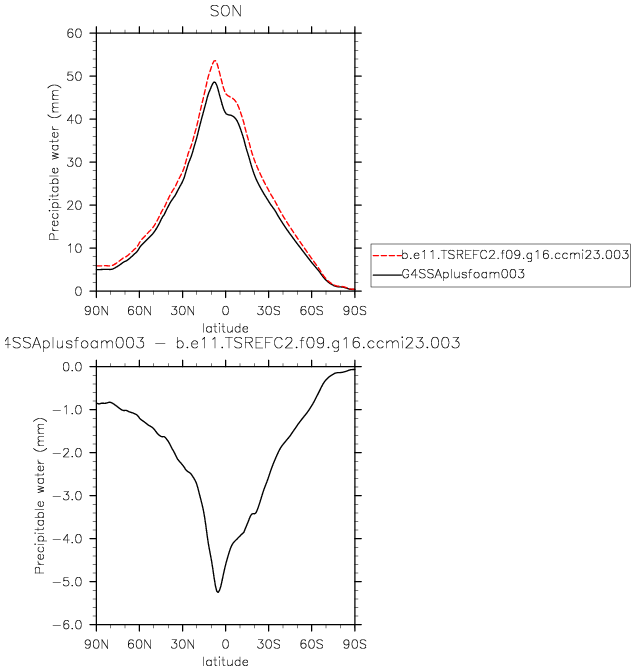 SON
60
50
40
30
20
10
0
Precipitable water (mm)
90N 60N 30N 0 30S 60S 90S
latitude
b.e11.TSREFC2.f09.g16.ccmi23.003
G4SSAplusfoam003
4SSAplusfoam003 − b.e11.TSREFC2.f09.g16.ccmi23.003
0.0
−1.0
−2.0
−3.0
−4.0
−5.0
−6.0
Precipitable water (mm)
90N 60N 30N 0 30S 60S 90S
latitude